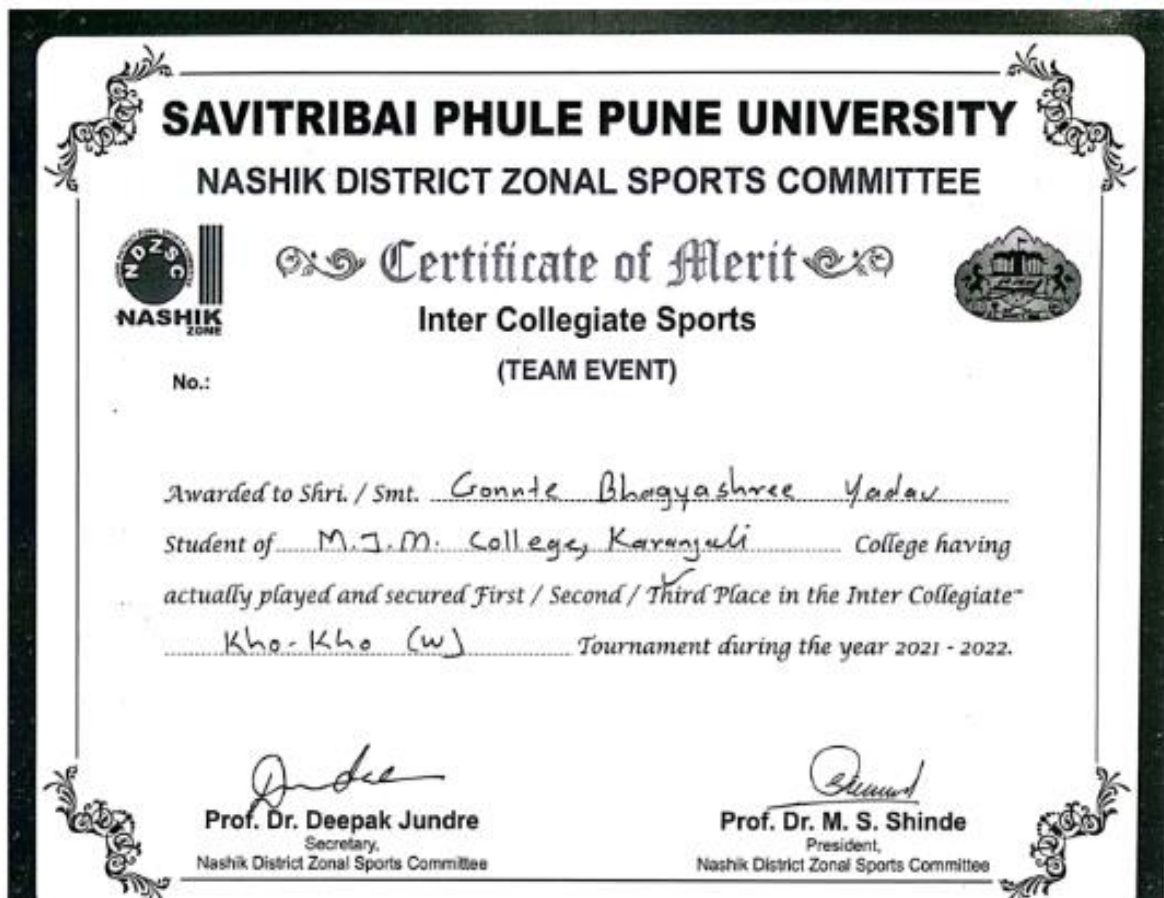 SAVITRIBAI PHULE PUNE UNIVERSITY
NASHIK DISTRICT ZONAL SPORTS COMMITTEE
NDZSC
NASHIK
ZONE
Certificate of Merit
Inter Collegiate Sports
(TEAM EVENT)
No.:
Awarded to Shri. / Smt. Gonnte Bhagyashree Yadav
Student of M.J.M. College, Karanjali College having
actually played and secured First / Second / Third Place in the Inter Collegiate
Kho-Kho (W) Tournament during the year 2021 - 2022.
Prof. Dr. Deepak Jundre
Secretary,
Nashik District Zonal Sports Committee
Prof. Dr. M. S. Shinde
President,
Nashik District Zonal Sports Committee